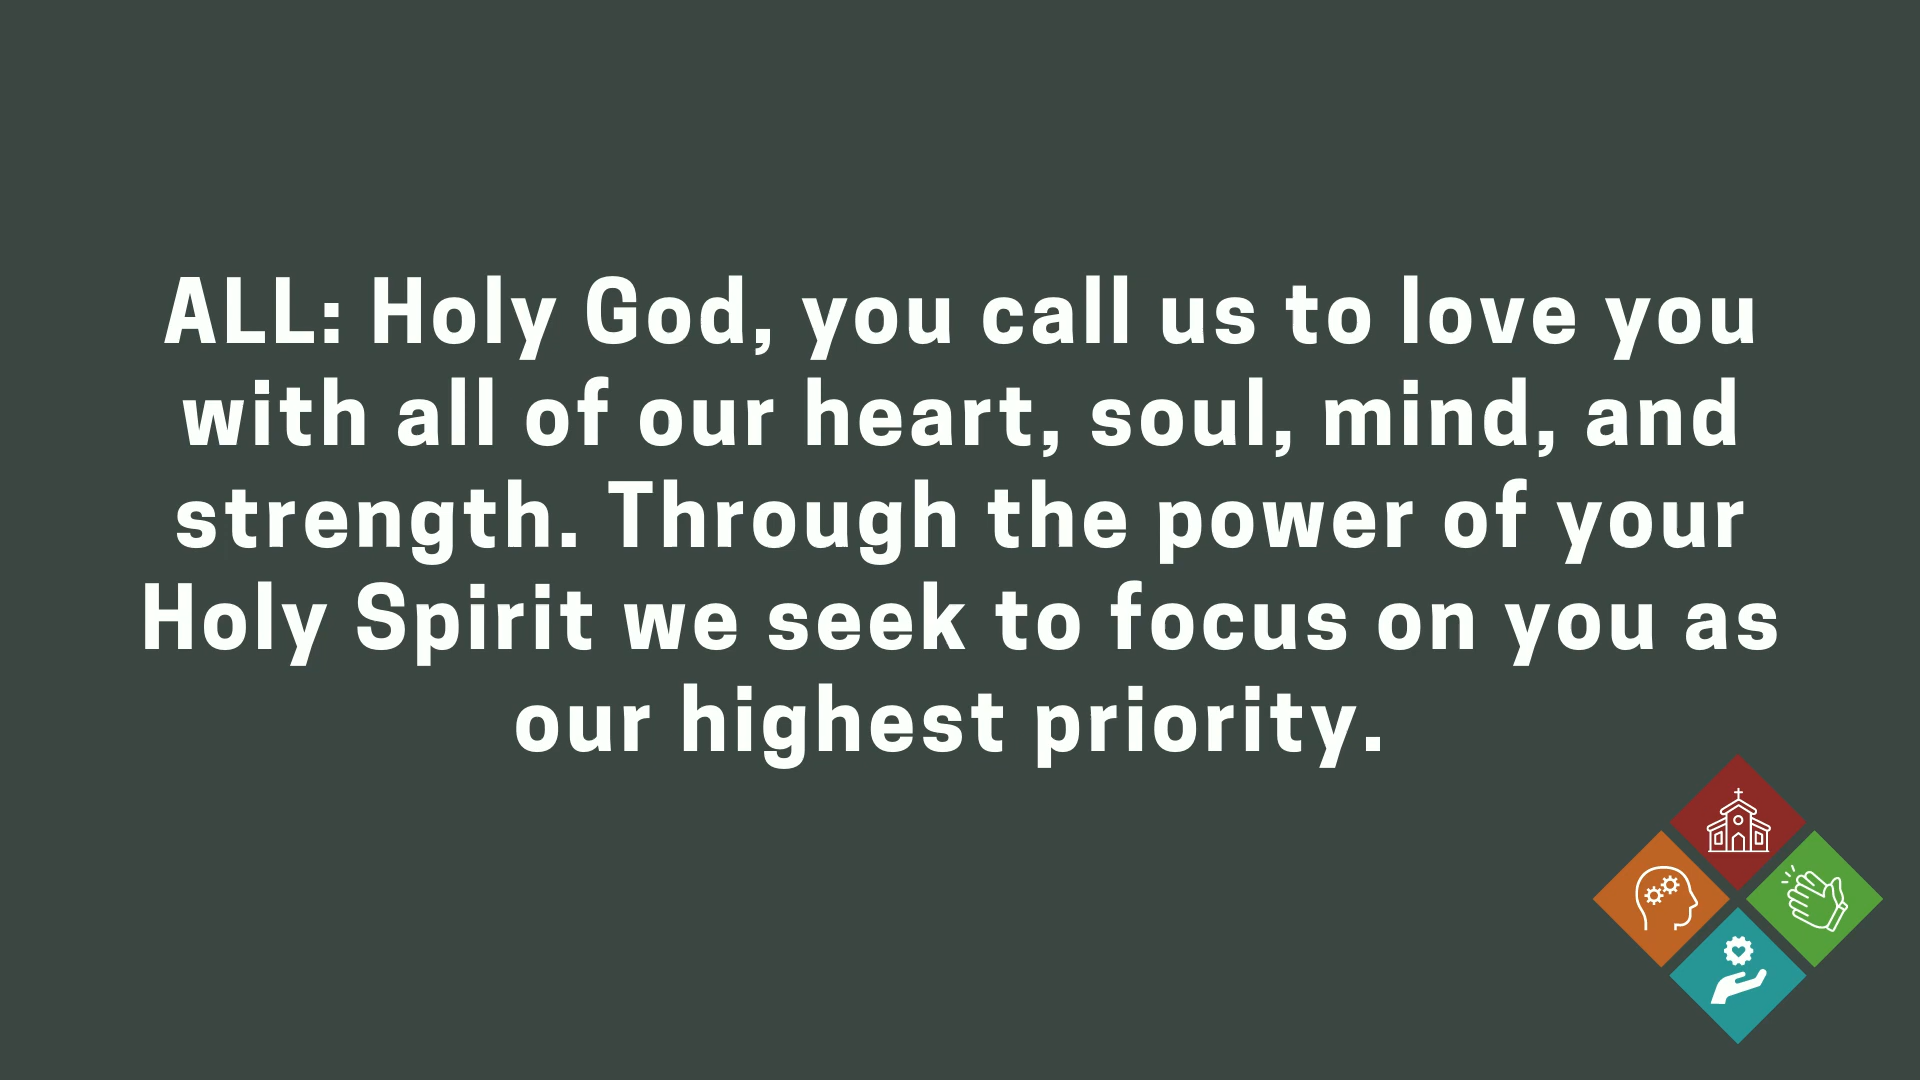 ALL: Holy God, you call us to love you
with all of our heart, soul, mind, and
strength. Through the power of your
Holy Spirit we seek to focus on you as
our highest priority.